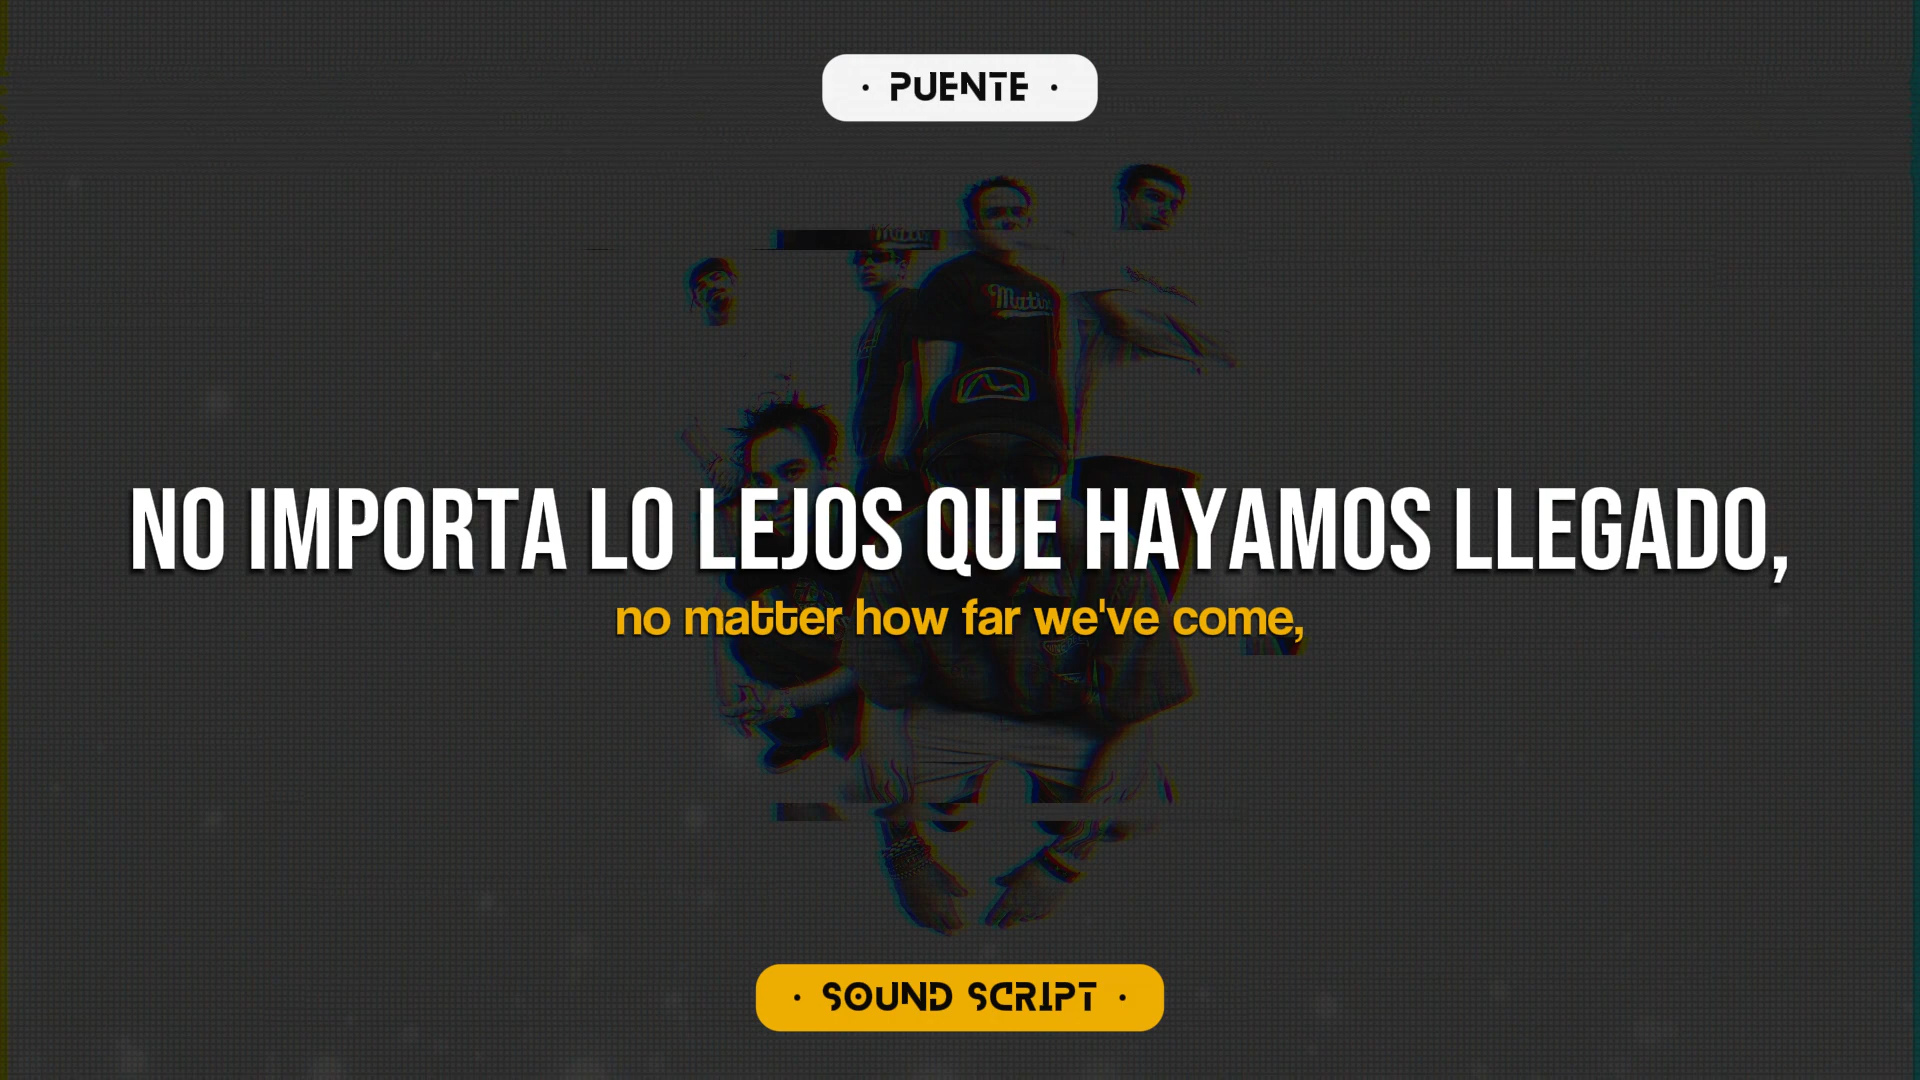 · PUENTE ·
NO IMPORTA LO LEJOS QUE HAYAMOS LLEGADO,
no matter how far we've come,
· SOUND SCRIPT ·